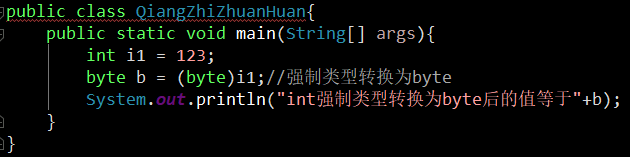 public class QiangZhiZhuanHuan{
public static void main(String[] args){
int i1 = 123;
byte b = (byte)i1;//强制类型转换为byte
System.out.println("int强制类型转换为byte后的值等于"+b);
}
}